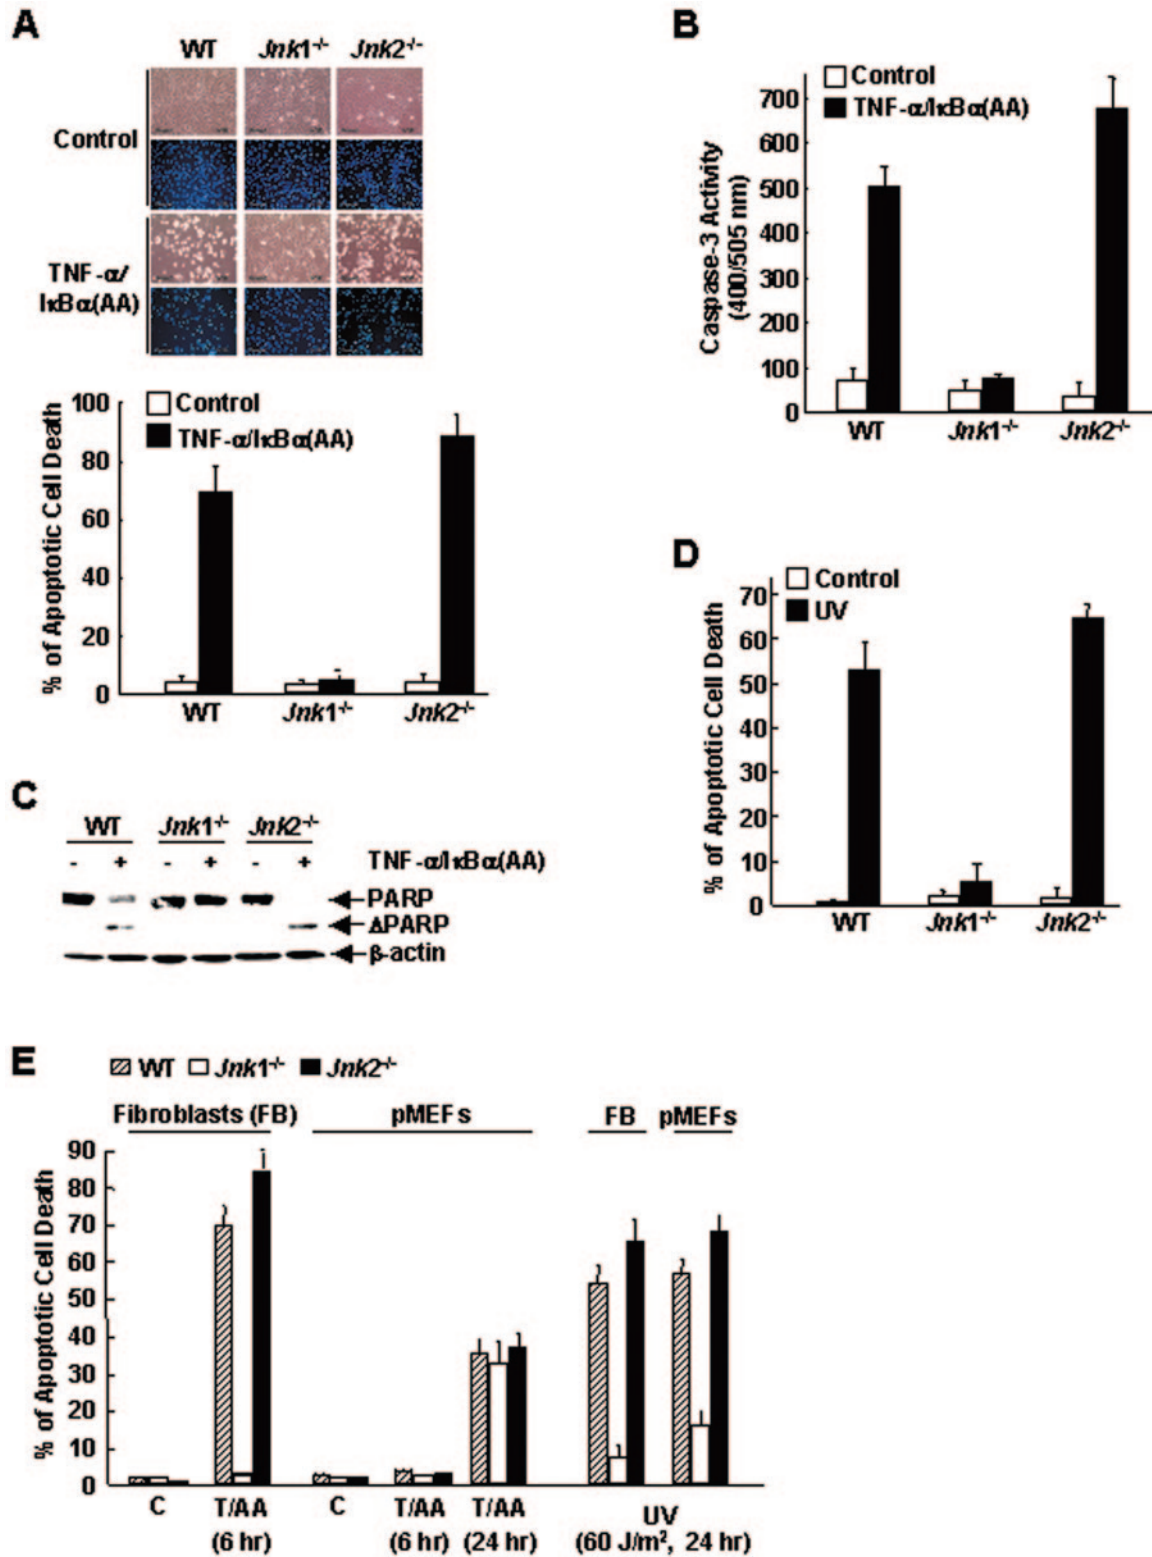 A
WT Jnk1-/- Jnk2-/-
Control
TNF-α/
IκBα(AA)
Control
TNF-α/IκBα(AA)
% of Apoptotic Cell Death
100
80
60
40
20
0
WT Jnk1-/- Jnk2-/-
B
Control
TNF-α/IκBα(AA)
Caspase-3 Activity
(400/505 nm)
700
600
500
400
300
200
100
0
WT Jnk1-/- Jnk2-/-
C
WT Jnk1-/- Jnk2-/-
- + - + - + TNF-α/IκBα(AA)
PARP
ΔPARP
β-actin
D
Control
UV
% of Apoptotic Cell Death
70
60
50
40
30
20
10
0
WT Jnk1-/- Jnk2-/-
E
WT Jnk1-/- Jnk2-/-
Fibroblasts (FB) pMEFs FB pMEFs
% of Apoptotic Cell Death
90
80
70
60
50
40
30
20
10
0
C T/AA C T/AA T/AA UV
(6 hr) (6 hr) (24 hr) (60 J/m², 24 hr)